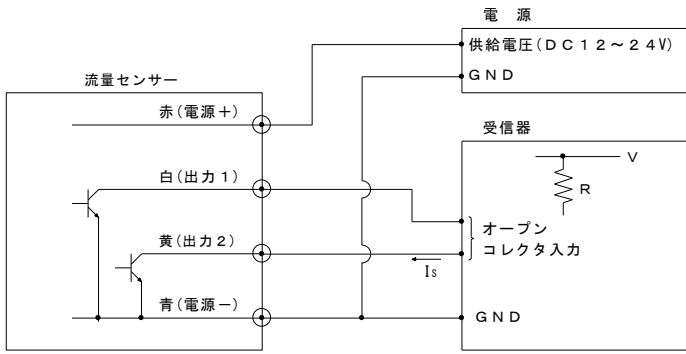 電　源
供給電圧(ＤＣ１２～２４Ｖ)
ＧＮＤ
流量センサー
赤(電源＋)
受信器
Ｖ
Ｒ
白(出力１)
オープン
コレクタ入力
黄(出力２)
Is
青(電源－)
ＧＮＤ